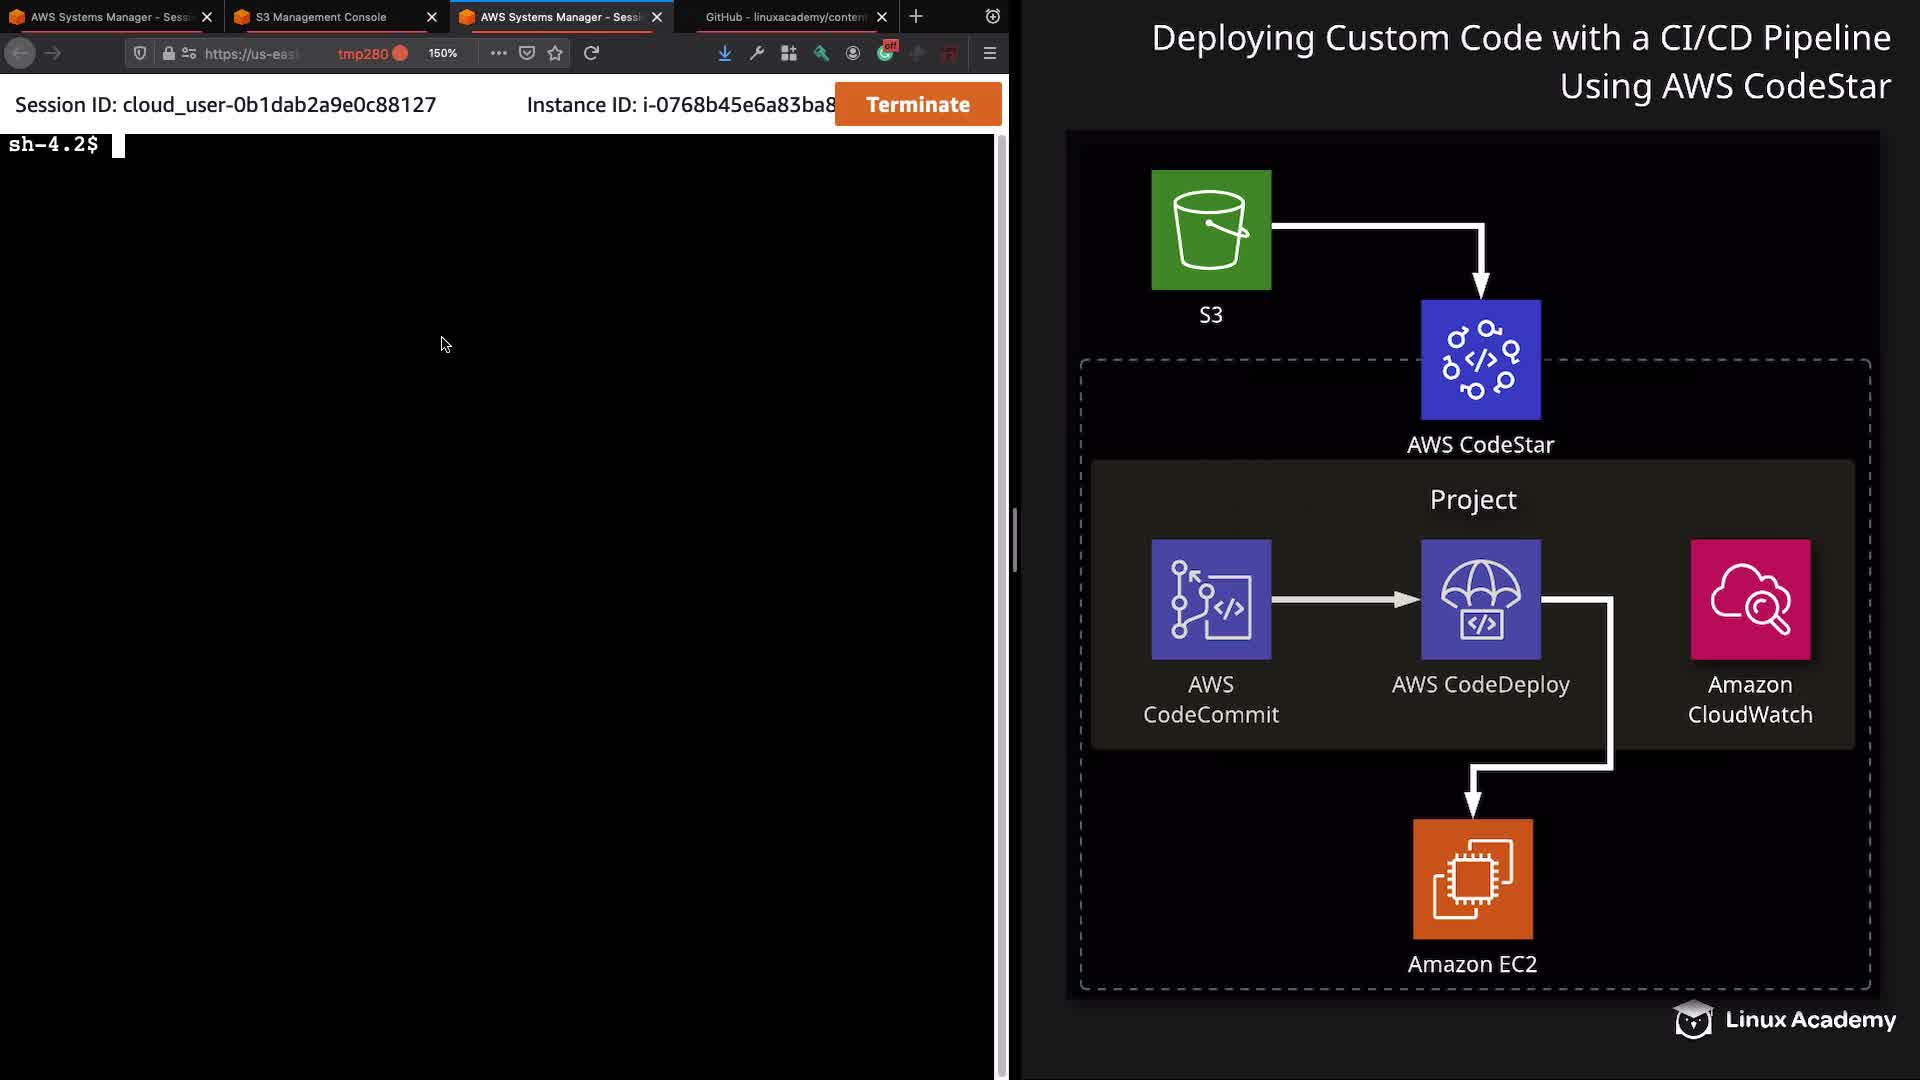 AWS Systems Manager - Sessi
S3 Management Console
AWS Systems Manager - Sessi
GitHub - linuxacademy/conten
https://us-east
tmp280
150%
off
Session ID: cloud_user-0b1dab2a9e0c88127
Instance ID: i-0768b45e6a83ba8
Terminate
sh-4.2$
Deploying Custom Code with a CI/CD Pipeline
Using AWS CodeStar
S3
AWS CodeStar
Project
AWS
CodeCommit
AWS CodeDeploy
Amazon
CloudWatch
Amazon EC2
Linux Academy